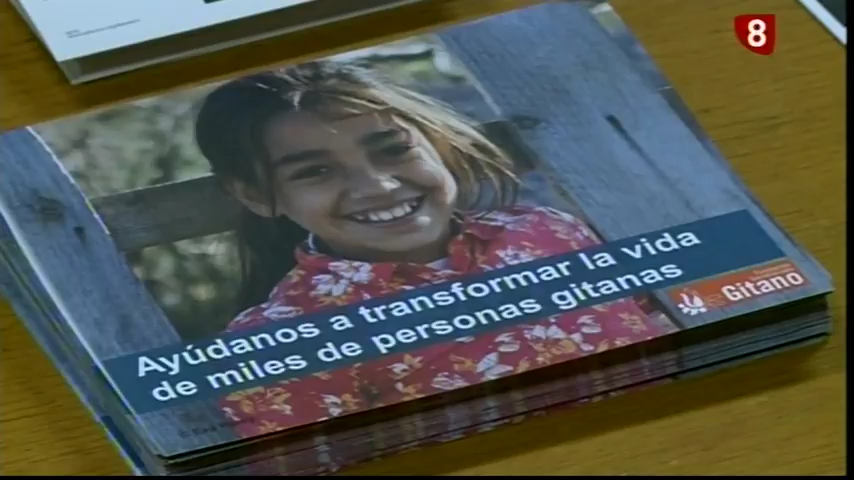 8
Ayúdanos a transformar la vida
de miles de personas gitanas
Gitano